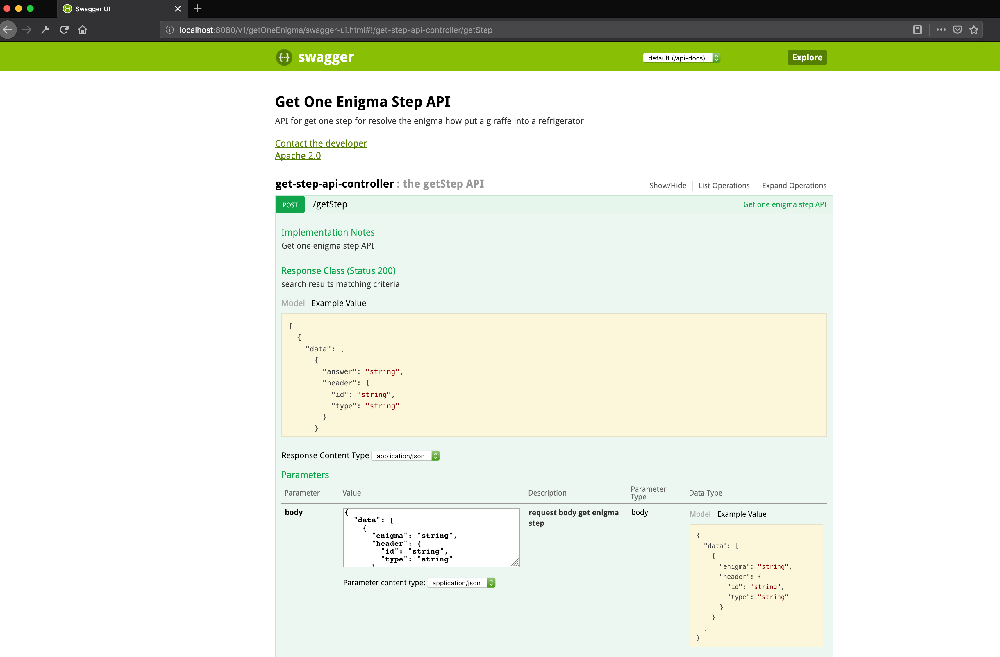 Swagger UI
localhost:8080/v1/getOneEnigma/swagger-ui.html#!/get-step-api-controller/getStep
{···} swagger
default (/api-docs)
Explore
Get One Enigma Step API
API for get one step for resolve the enigma how put a giraffe into a refrigerator
Contact the developer
Apache 2.0
get-step-api-controller : the getStep API
Show/Hide
List Operations
Expand Operations
POST /getStep
Get one enigma step API
Implementation Notes
Get one enigma step API
Response Class (Status 200)
search results matching criteria
Model Example Value
[
{
"data": [
{
"answer": "string",
"header": {
"id": "string",
"type": "string"
}
}
Response Content Type application/json
Parameters
Parameter
Value
Description
Parameter
Type
Data Type
body
{
"data": [
{
"enigma": "string",
"header": {
"id": "string",
"type": "string"
}
Parameter content type: application/json
request body get enigma
step
body
Model Example Value
{
"data": [
{
"enigma": "string",
"header": {
"id": "string",
"type": "string"
}
}
]
}